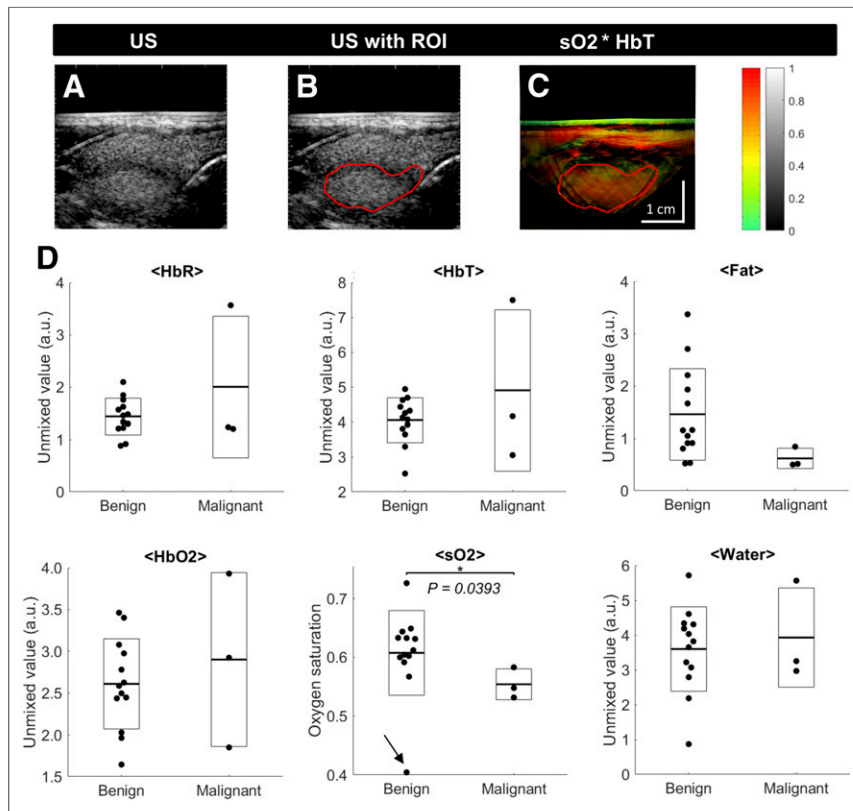 US US with ROI sO2 * HbT
A B C
1
0.8
0.6
0.4
0.2
0
1 cm
D
<HbR> <HbT> <Fat>
Unmixed value (a.u.)
4
3
2
1
0
Benign Malignant
Unmixed value (a.u.)
8
7
6
5
4
3
2
Benign Malignant
Unmixed value (a.u.)
4
3
2
1
0
Benign Malignant
<HbO2> <sO2> <Water>
Unmixed value (a.u.)
4.0
3.5
3.0
2.5
2.0
1.5
Benign Malignant
Oxygen saturation
*
P = 0.0393
0.7
0.6
0.5
0.4
Benign Malignant
Unmixed value (a.u.)
6
5
4
3
2
1
0
Benign Malignant